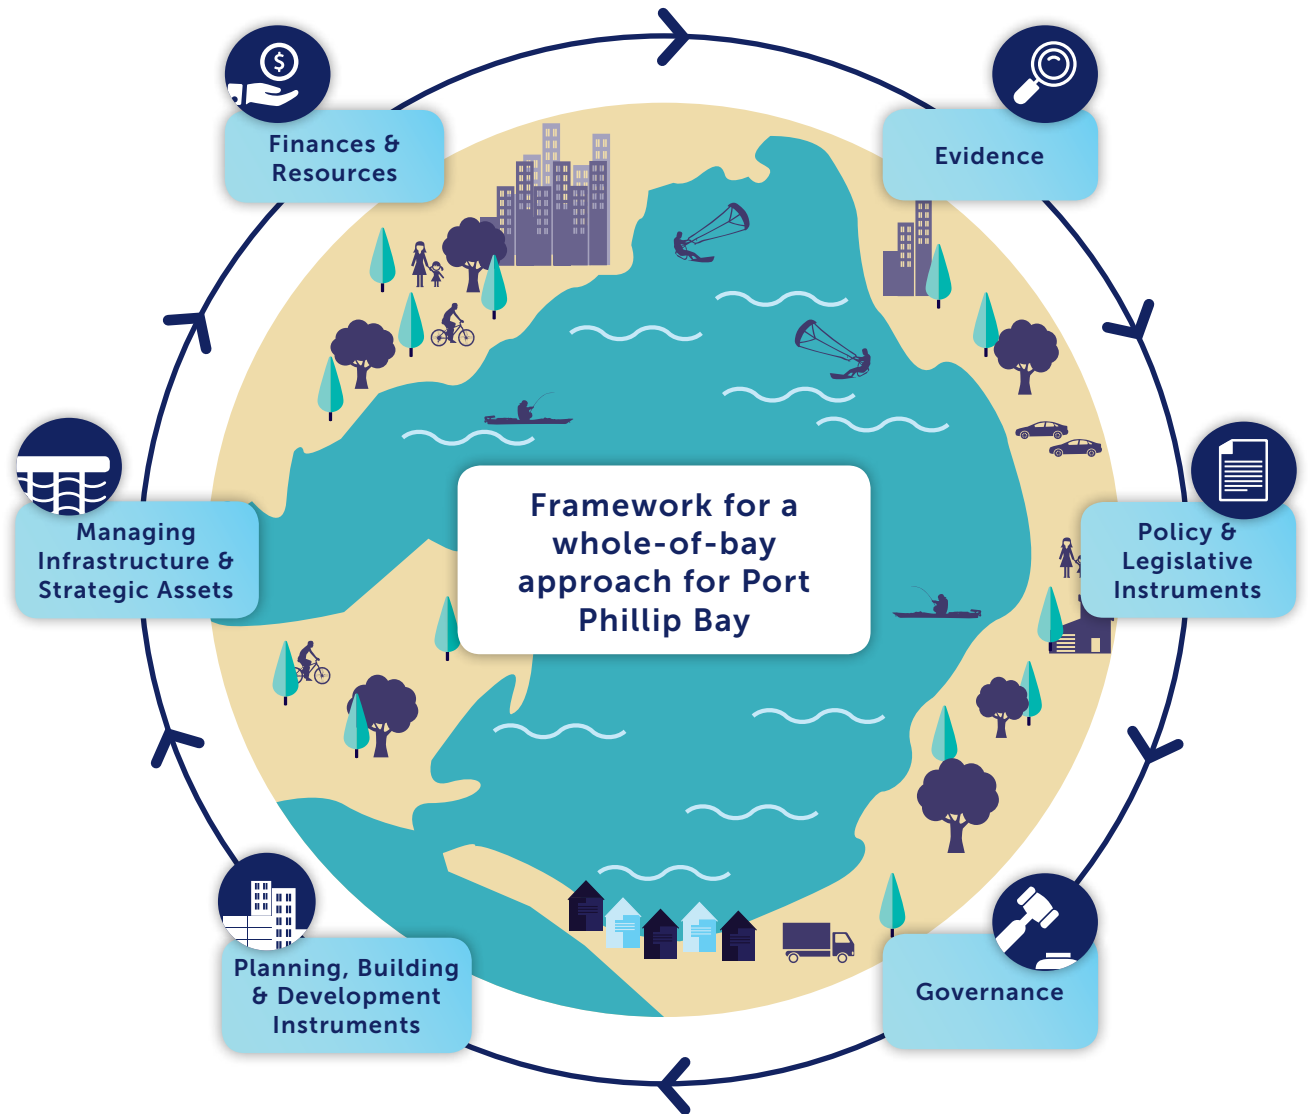 $
Finances &
Resources
Evidence
Managing
Infrastructure &
Strategic Assets
Framework for a
whole-of-bay
approach for Port
Phillip Bay
Policy &
Legislative
Instruments
Planning, Building
& Development
Instruments
Governance